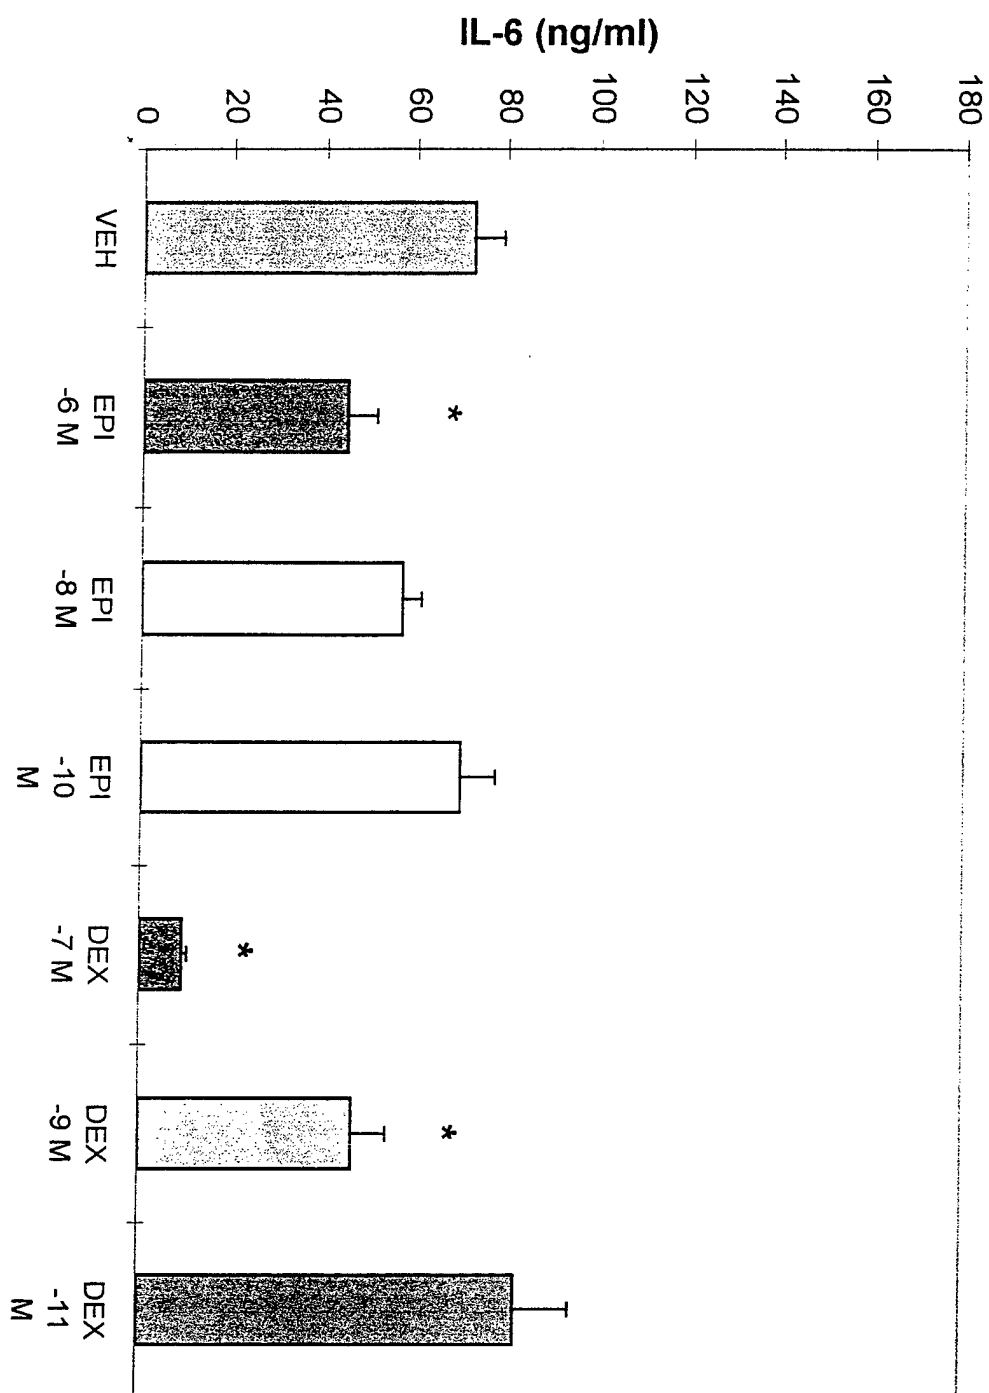 IL-6 (ng/ml)
180
160
140
120
100
80
60
40
20
0
*
*
*
VEH
EPI
-6 M
EPI
-8 M
EPI
-10
M
DEX
-7 M
DEX
-9 M
DEX
-11
M